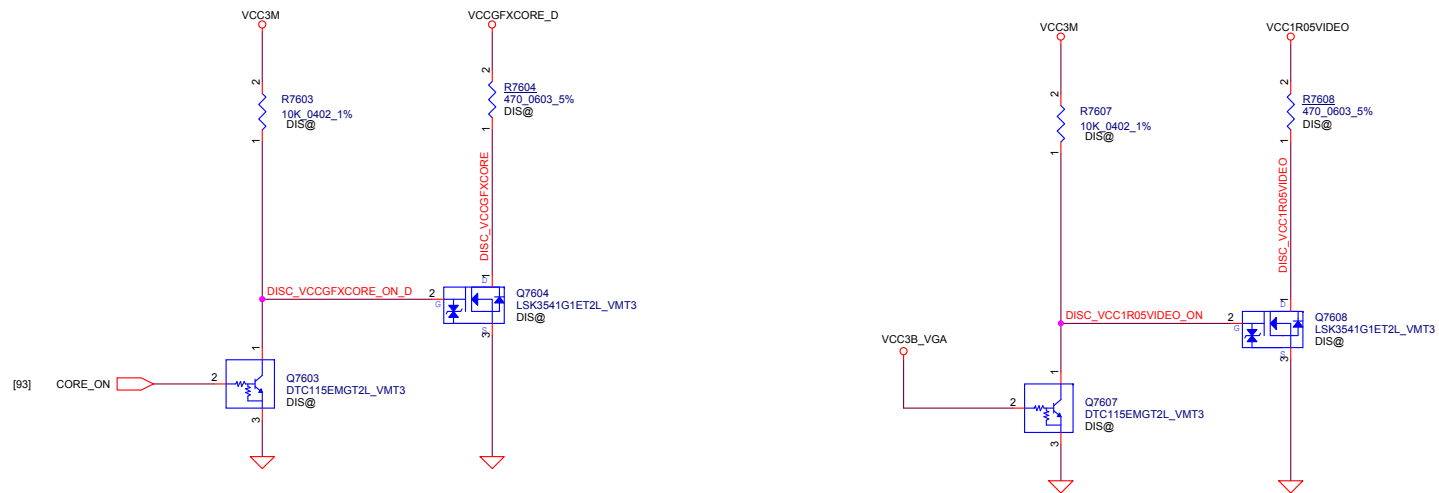 VCC3M
VCCGFXCORE_D
2
R7603
10K_0402_1%
DIS@
1
2
R7604
470_0603_5%
DIS@
1
DISC_VCCGFXCORE
DISC_VCCGFXCORE_ON_D
2
G
1
D
S
3
Q7604
LSK3541G1ET2L_VMT3
DIS@
[93]
CORE_ON
2
1
3
Q7603
DTC115EMGT2L_VMT3
DIS@
VCC3M
VCC1R05VIDEO
2
R7607
10K_0402_1%
DIS@
1
2
R7608
470_0603_5%
DIS@
1
DISC_VCC1R05VIDEO
DISC_VCC1R05VIDEO_ON
2
G
1
D
S
3
Q7608
LSK3541G1ET2L_VMT3
DIS@
VCC3B_VGA
2
1
3
Q7607
DTC115EMGT2L_VMT3
DIS@